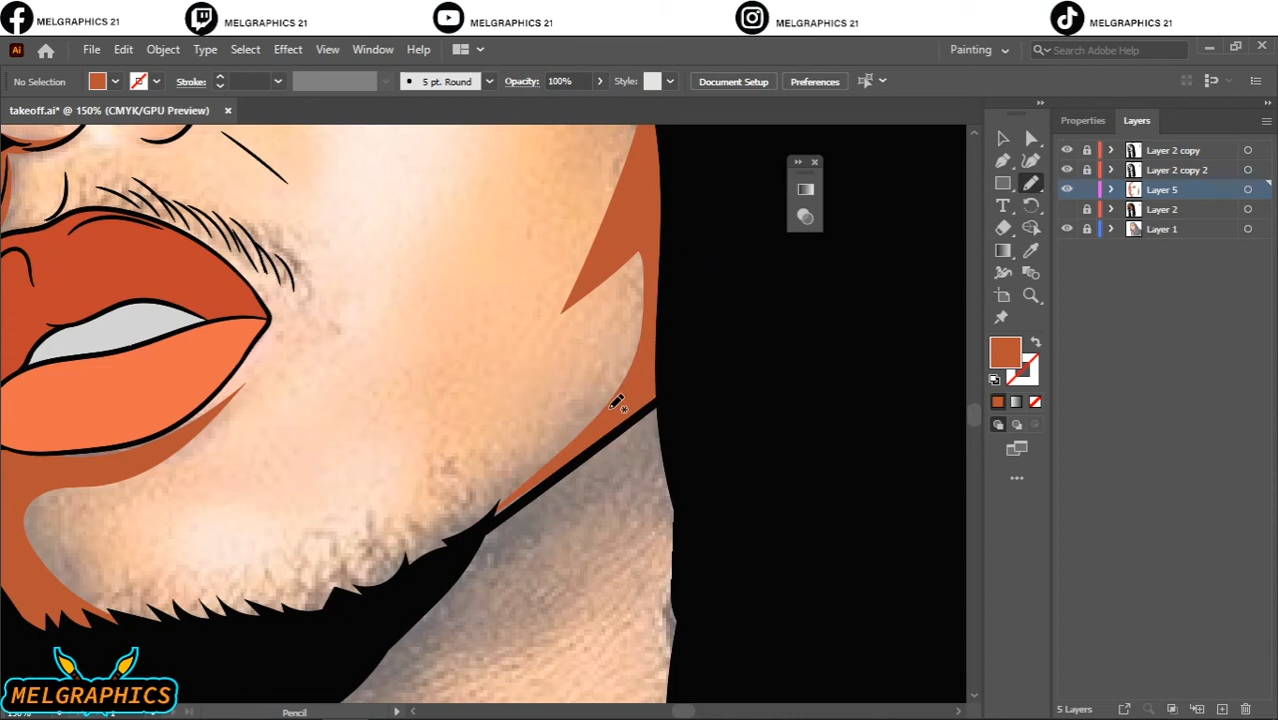 MELGRAPHICS 21 MELGRAPHICS 21 MELGRAPHICS 21 MELGRAPHICS 21 MELGRAPHICS 21
Ai File Edit Object Type Select Effect View Window Help Painting Search Adobe Help
No Selection Stroke: 5 pt. Round Opacity: 100% Style: Document Setup Preferences
takeoff.ai* @ 150% (CMYK/GPU Preview) Properties Layers
Layer 2 copy
Layer 2 copy 2
Layer 5
Layer 2
Layer 1
MELGRAPHICS
Pencil 5 Layers